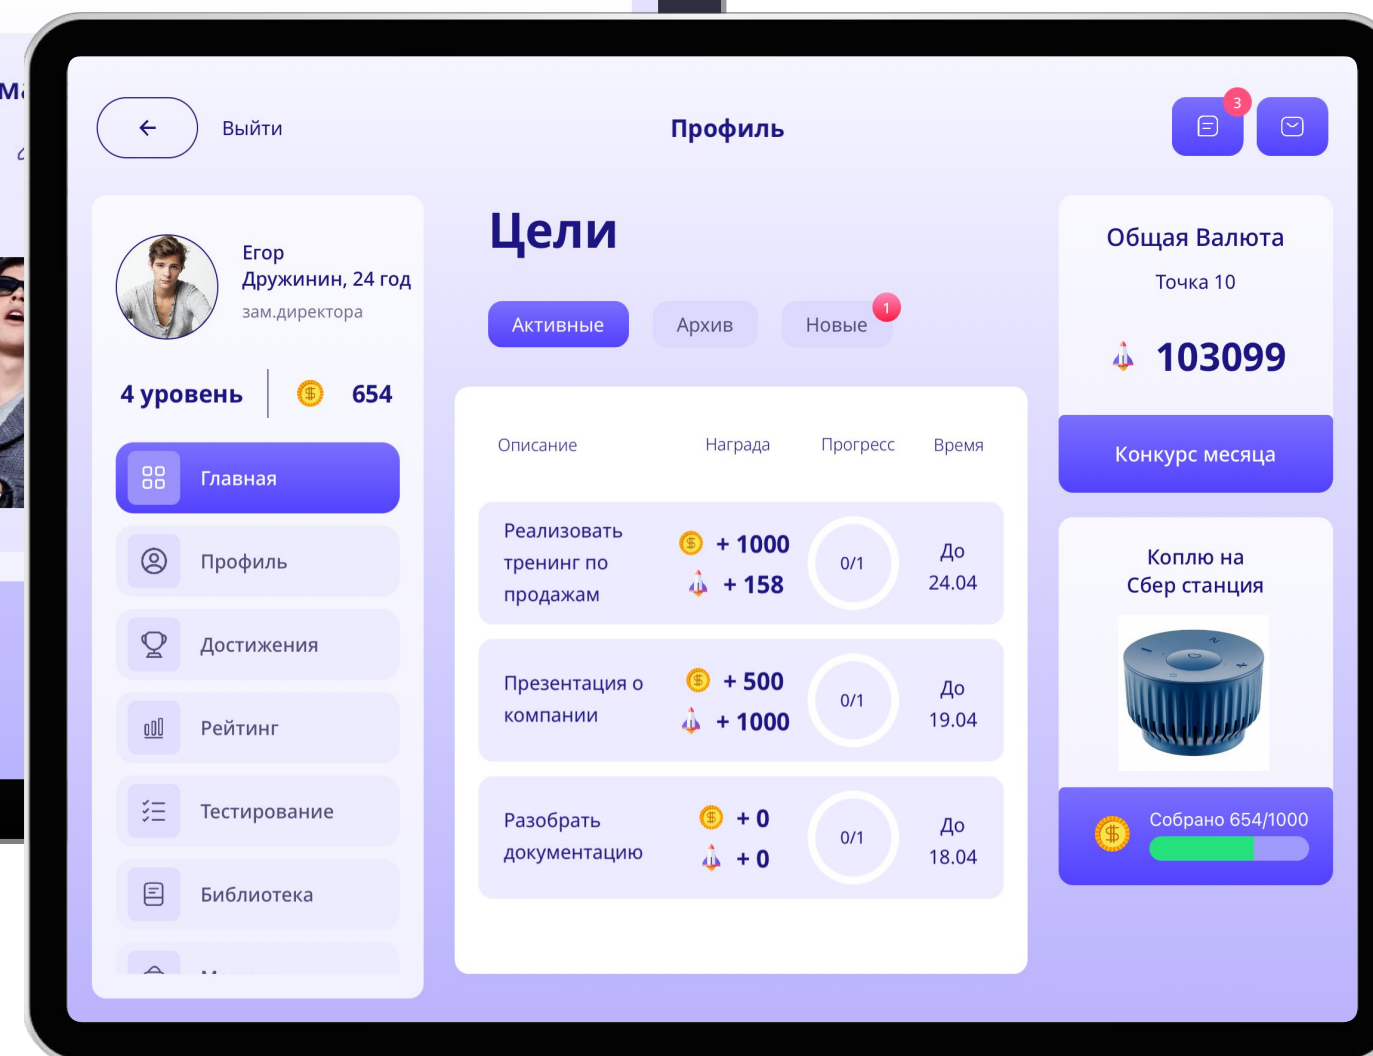 Выйти
Профиль
3
Егор
Дружинин, 24 год
зам.директора
4 уровень
654
Главная
Профиль
Достижения
Рейтинг
Тестирование
Библиотека
Цели
Активные
Архив
Новые
1
Описание
Награда
Прогресс
Время
Реализовать
тренинг по
продажам
+ 1000
+ 158
0/1
До
24.04
Презентация о
компании
+ 500
+ 1000
0/1
До
19.04
Разобрать
документацию
+ 0
+ 0
0/1
До
18.04
Общая Валюта
Точка 10
103099
Конкурс месяца
Коплю на
Сбер станция
Собрано 654/1000